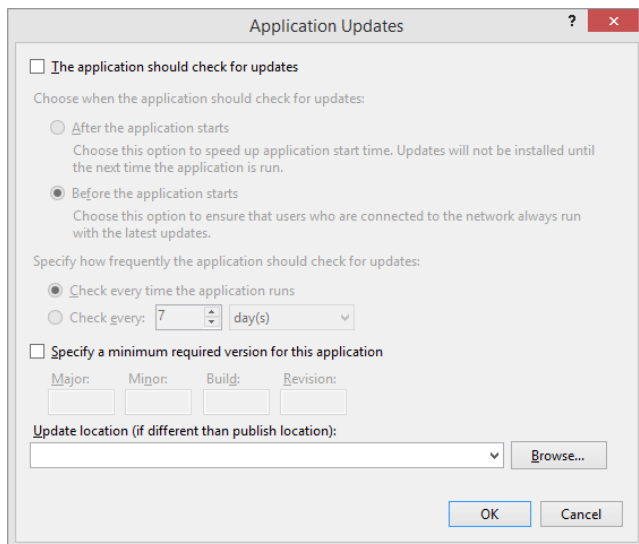 Application Updates
?
The application should check for updates
Choose when the application should check for updates:
After the application starts
Choose this option to speed up application start time. Updates will not be installed until
the next time the application is run.
Before the application starts
Choose this option to ensure that users who are connected to the network always run
with the latest updates.
Specify how frequently the application should check for updates:
Check every time the application runs
Check every: 7 day(s)
Specify a minimum required version for this application
Major: Minor: Build: Revision:
Update location (if different than publish location):
Browse...
OK Cancel